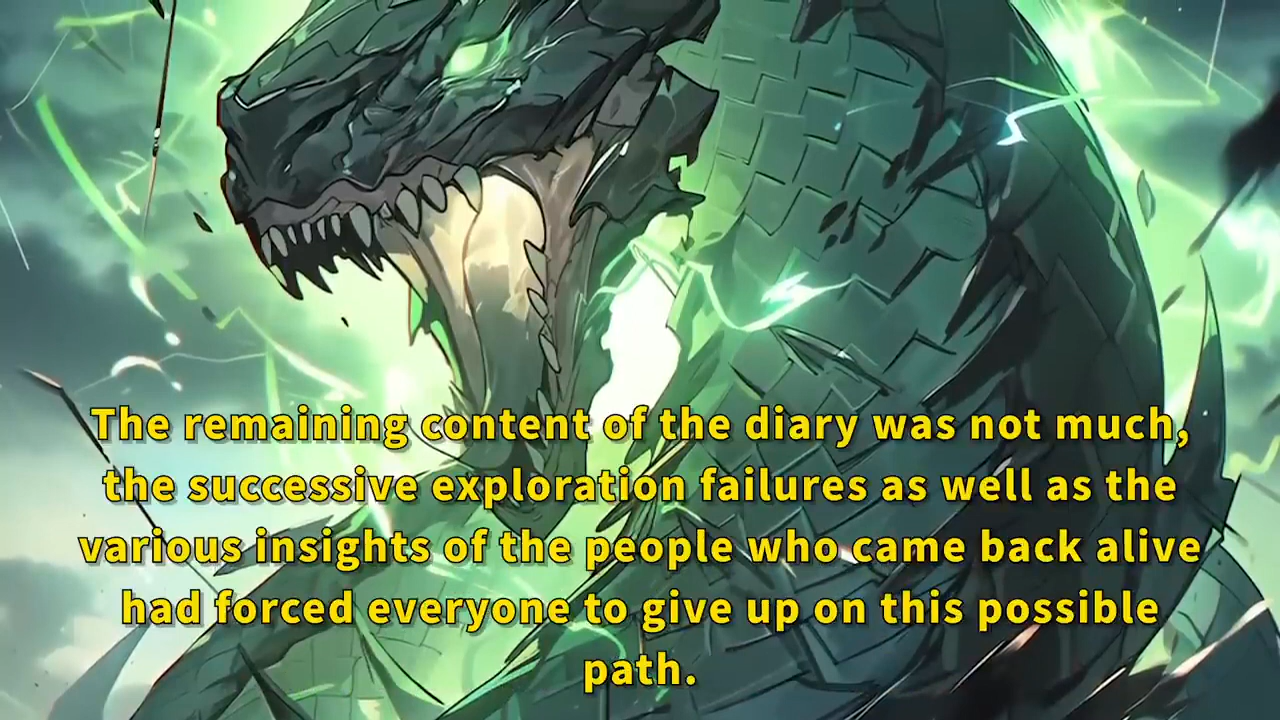 The remaining content of the diary was not much,
the successive exploration failures as well as the
various insights of the people who came back alive
had forced everyone to give up on this possible
path.